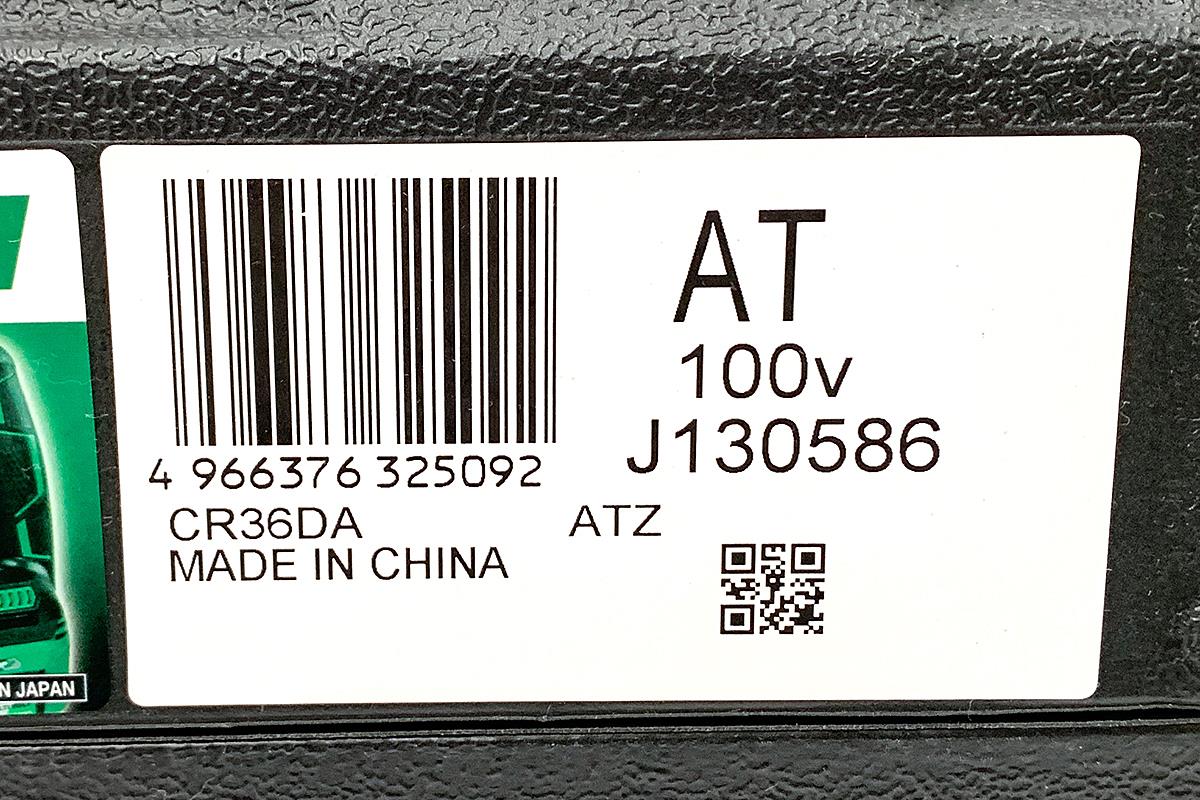 4 966376 325092
CR36DA
MADE IN CHINA
AT
100v
J130586
ATZ
N JAPAN